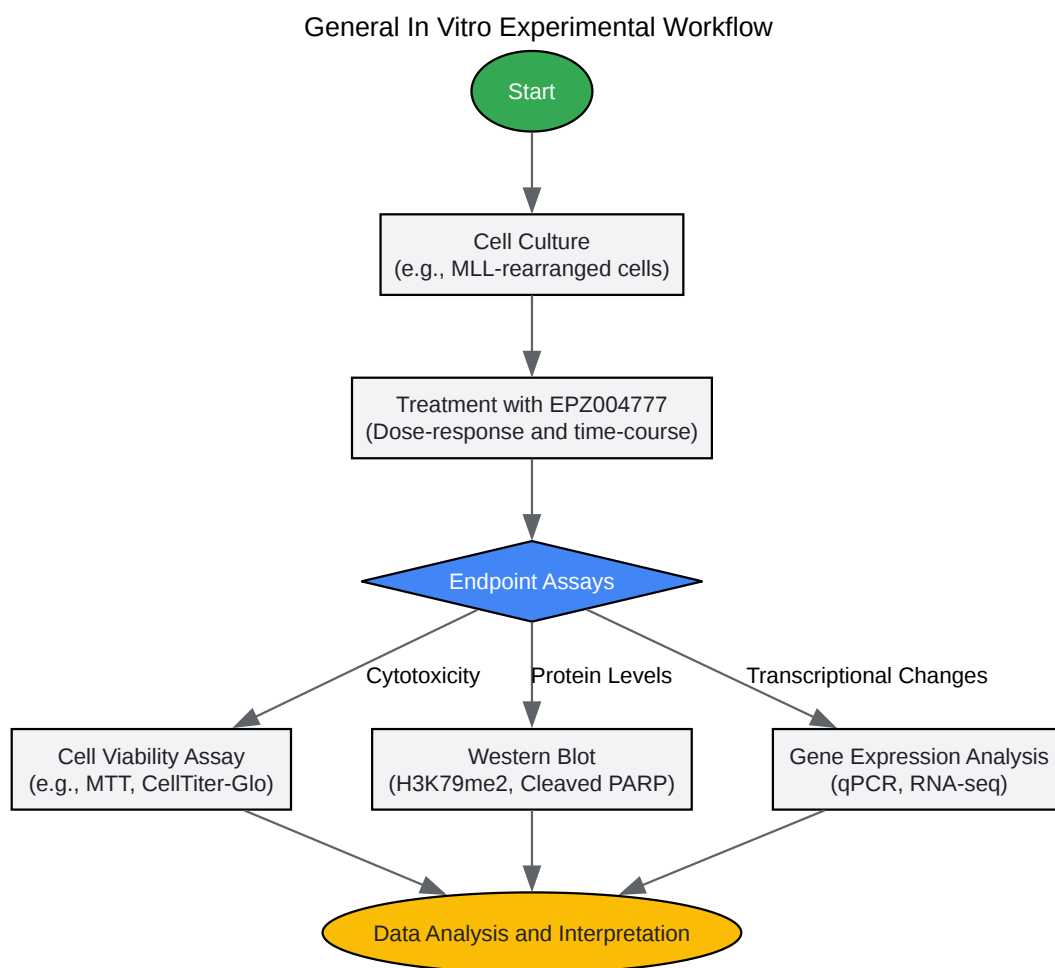 General In Vitro Experimental Workflow
Start
Cell Culture
(e.g., MLL-rearranged cells)
Treatment with EPZ004777
(Dose-response and time-course)
Endpoint Assays
Cytotoxicity
Protein Levels
Transcriptional Changes
Cell Viability Assay
(e.g., MTT, CellTiter-Glo)
Western Blot
(H3K79me2, Cleaved PARP)
Gene Expression Analysis
(qPCR, RNA-seq)
Data Analysis and Interpretation